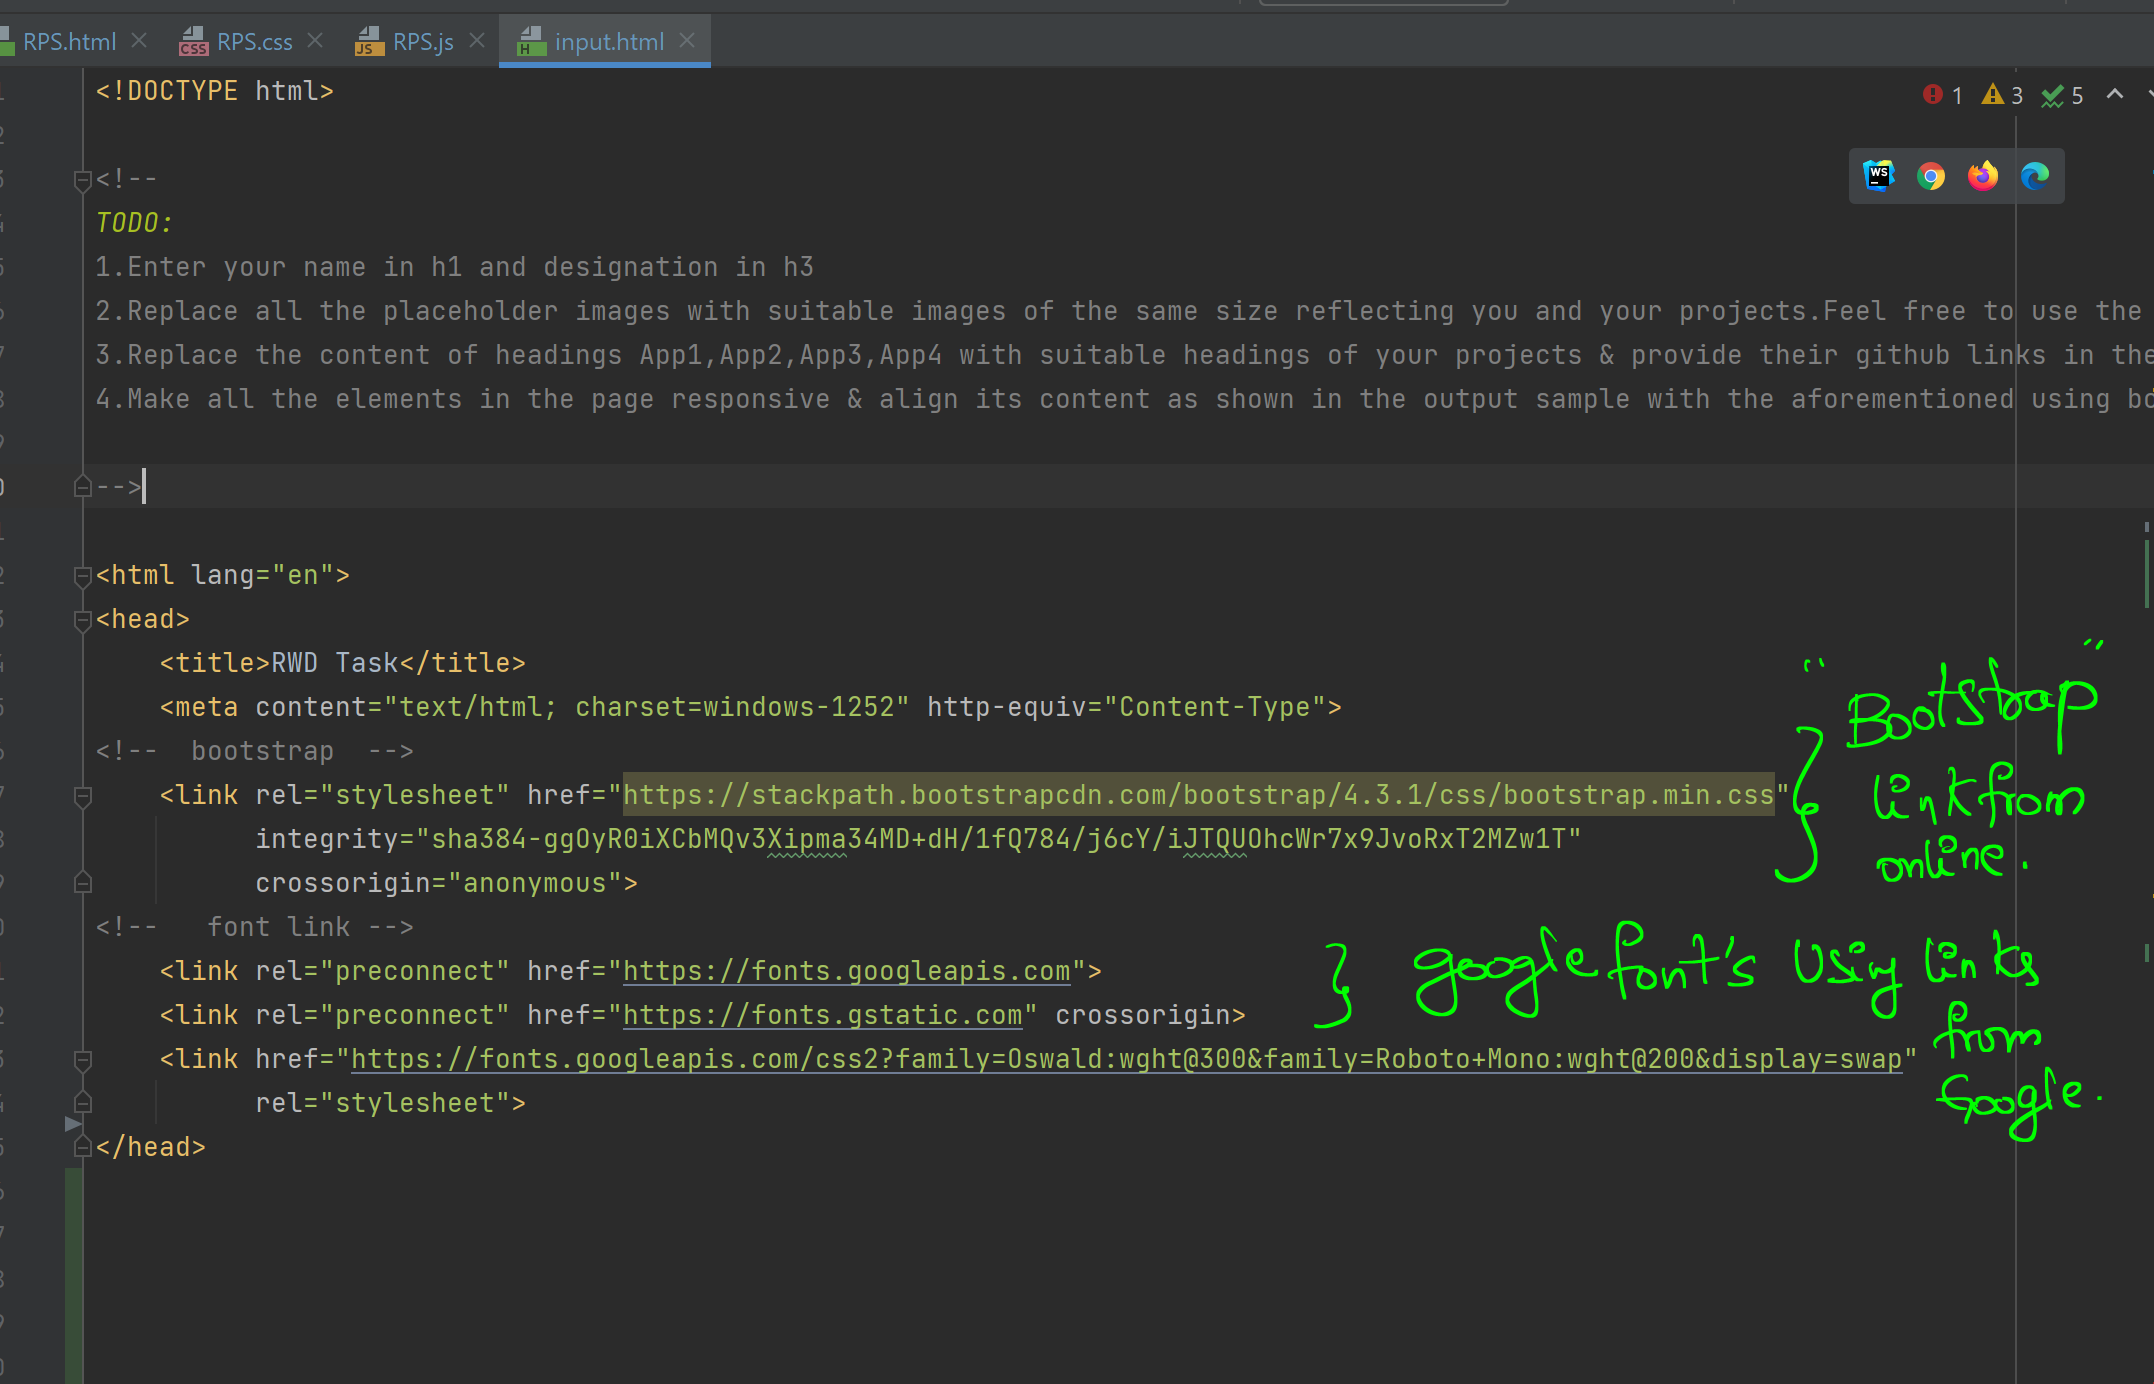 RPS.html
RPS.css
RPS.js
input.html
<!DOCTYPE html>
1 3 5
<!--
TODO:
1.Enter your name in h1 and designation in h3
2.Replace all the placeholder images with suitable images of the same size reflecting you and your projects.Feel free to use the
3.Replace the content of headings App1,App2,App3,App4 with suitable headings of your projects & provide their github links in the
4.Make all the elements in the page responsive & align its content as shown in the output sample with the aforementioned using bo
-->
<html lang="en">
<head>
<title>RWD Task</title>
<meta content="text/html; charset=windows-1252" http-equiv="Content-Type">
<!-- bootstrap -->
<link rel="stylesheet" href="https://stackpath.bootstrapcdn.com/bootstrap/4.3.1/css/bootstrap.min.css"
integrity="sha384-ggOyR0iXCbMQv3Xipma34MD+dH/1fQ784/j6cY/iJTQUOhcWr7x9JvoRxT2MZw1T"
crossorigin="anonymous">
<!-- font link -->
<link rel="preconnect" href="https://fonts.googleapis.com">
<link rel="preconnect" href="https://fonts.gstatic.com" crossorigin>
<link href="https://fonts.googleapis.com/css2?family=Oswald:wght@300&family=Roboto+Mono:wght@200&display=swap"
rel="stylesheet">
</head>
"Bootstrap"
link from
online.
google font's Using links
from
Google.
WS